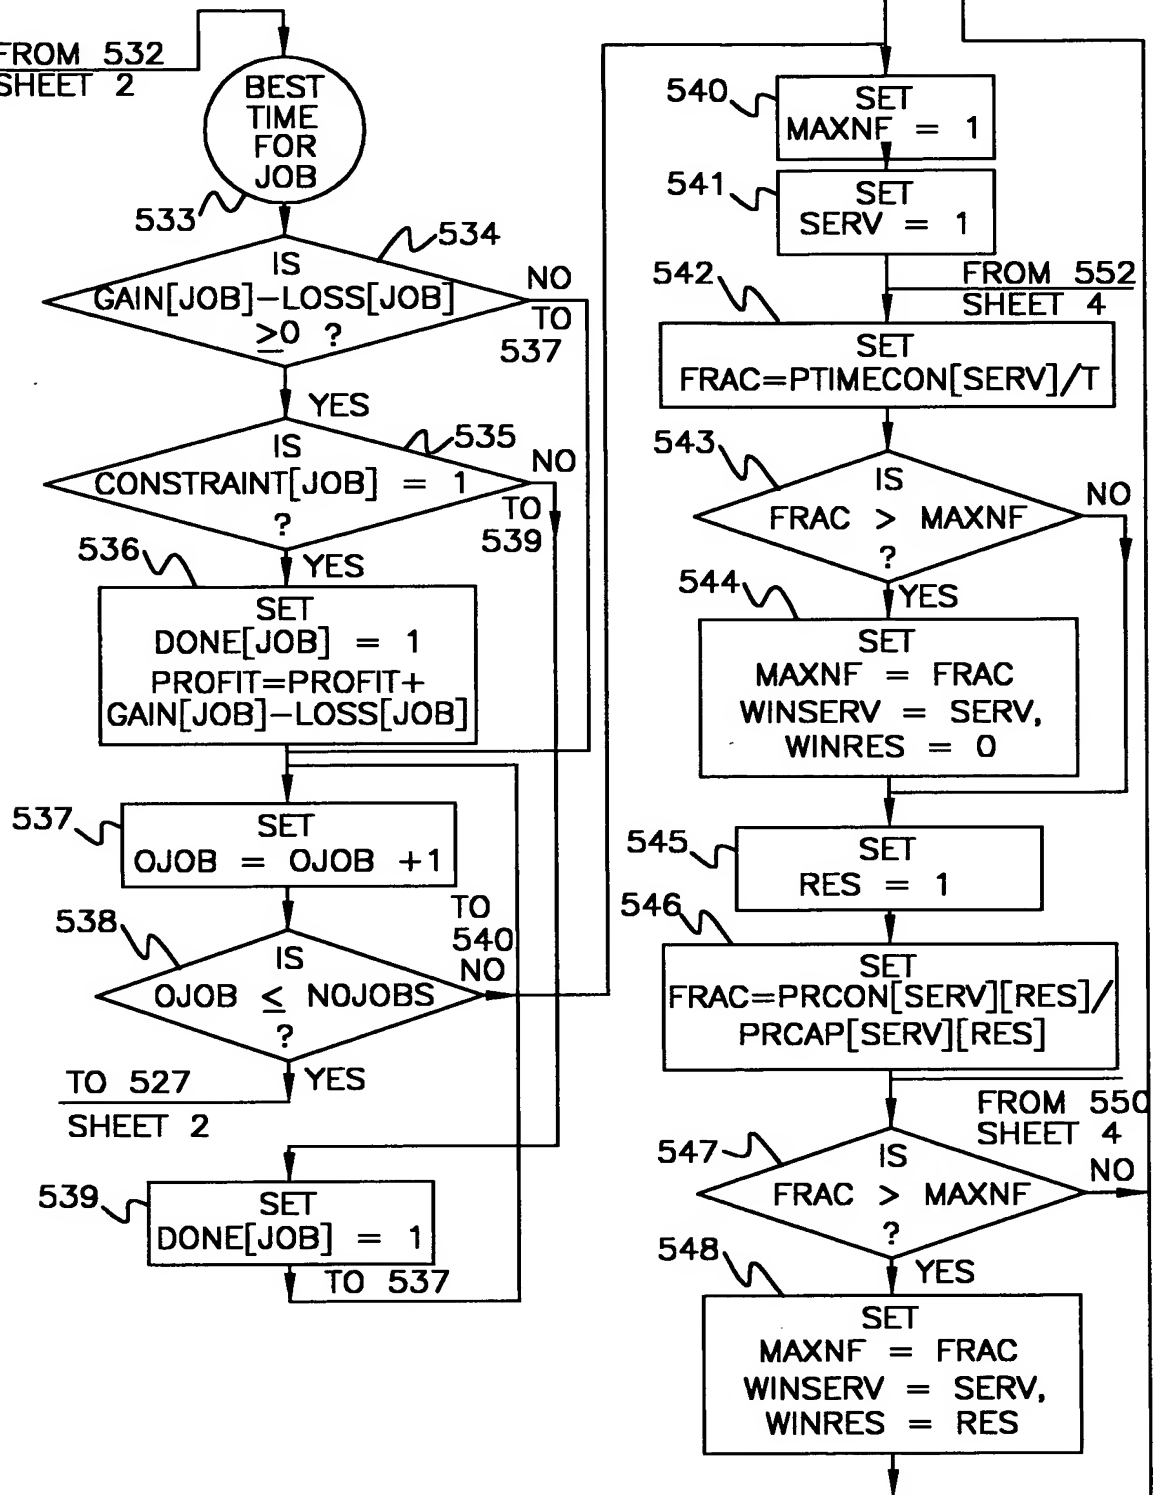 FROM 532
SHEET 2
BEST
TIME
FOR
JOB
533
534
IS
GAIN[JOB]-LOSS[JOB]
≥0 ?
NO
TO
537
YES
535
IS
CONSTRAINT[JOB] = 1
?
NO
TO
539
YES
536
SET
DONE[JOB] = 1
PROFIT=PROFIT+
GAIN[JOB]-LOSS[JOB]
537
SET
OJOB = OJOB +1
538
IS
OJOB ≤ NOJOBS
?
TO
540
NO
YES
TO 527
SHEET 2
539
SET
DONE[JOB] = 1
TO 537
540
SET
MAXNF = 1
541
SET
SERV = 1
FROM 552
SHEET 4
542
SET
FRAC=PTIMECON[SERV]/T
543
IS
FRAC > MAXNF
?
NO
YES
544
SET
MAXNF = FRAC
WINSERV = SERV,
WINRES = 0
545
SET
RES = 1
546
SET
FRAC=PRCON[SERV][RES]/
PRCAP[SERV][RES]
FROM 550
SHEET 4
547
IS
FRAC > MAXNF
?
NO
YES
548
SET
MAXNF = FRAC
WINSERV = SERV,
WINRES = RES